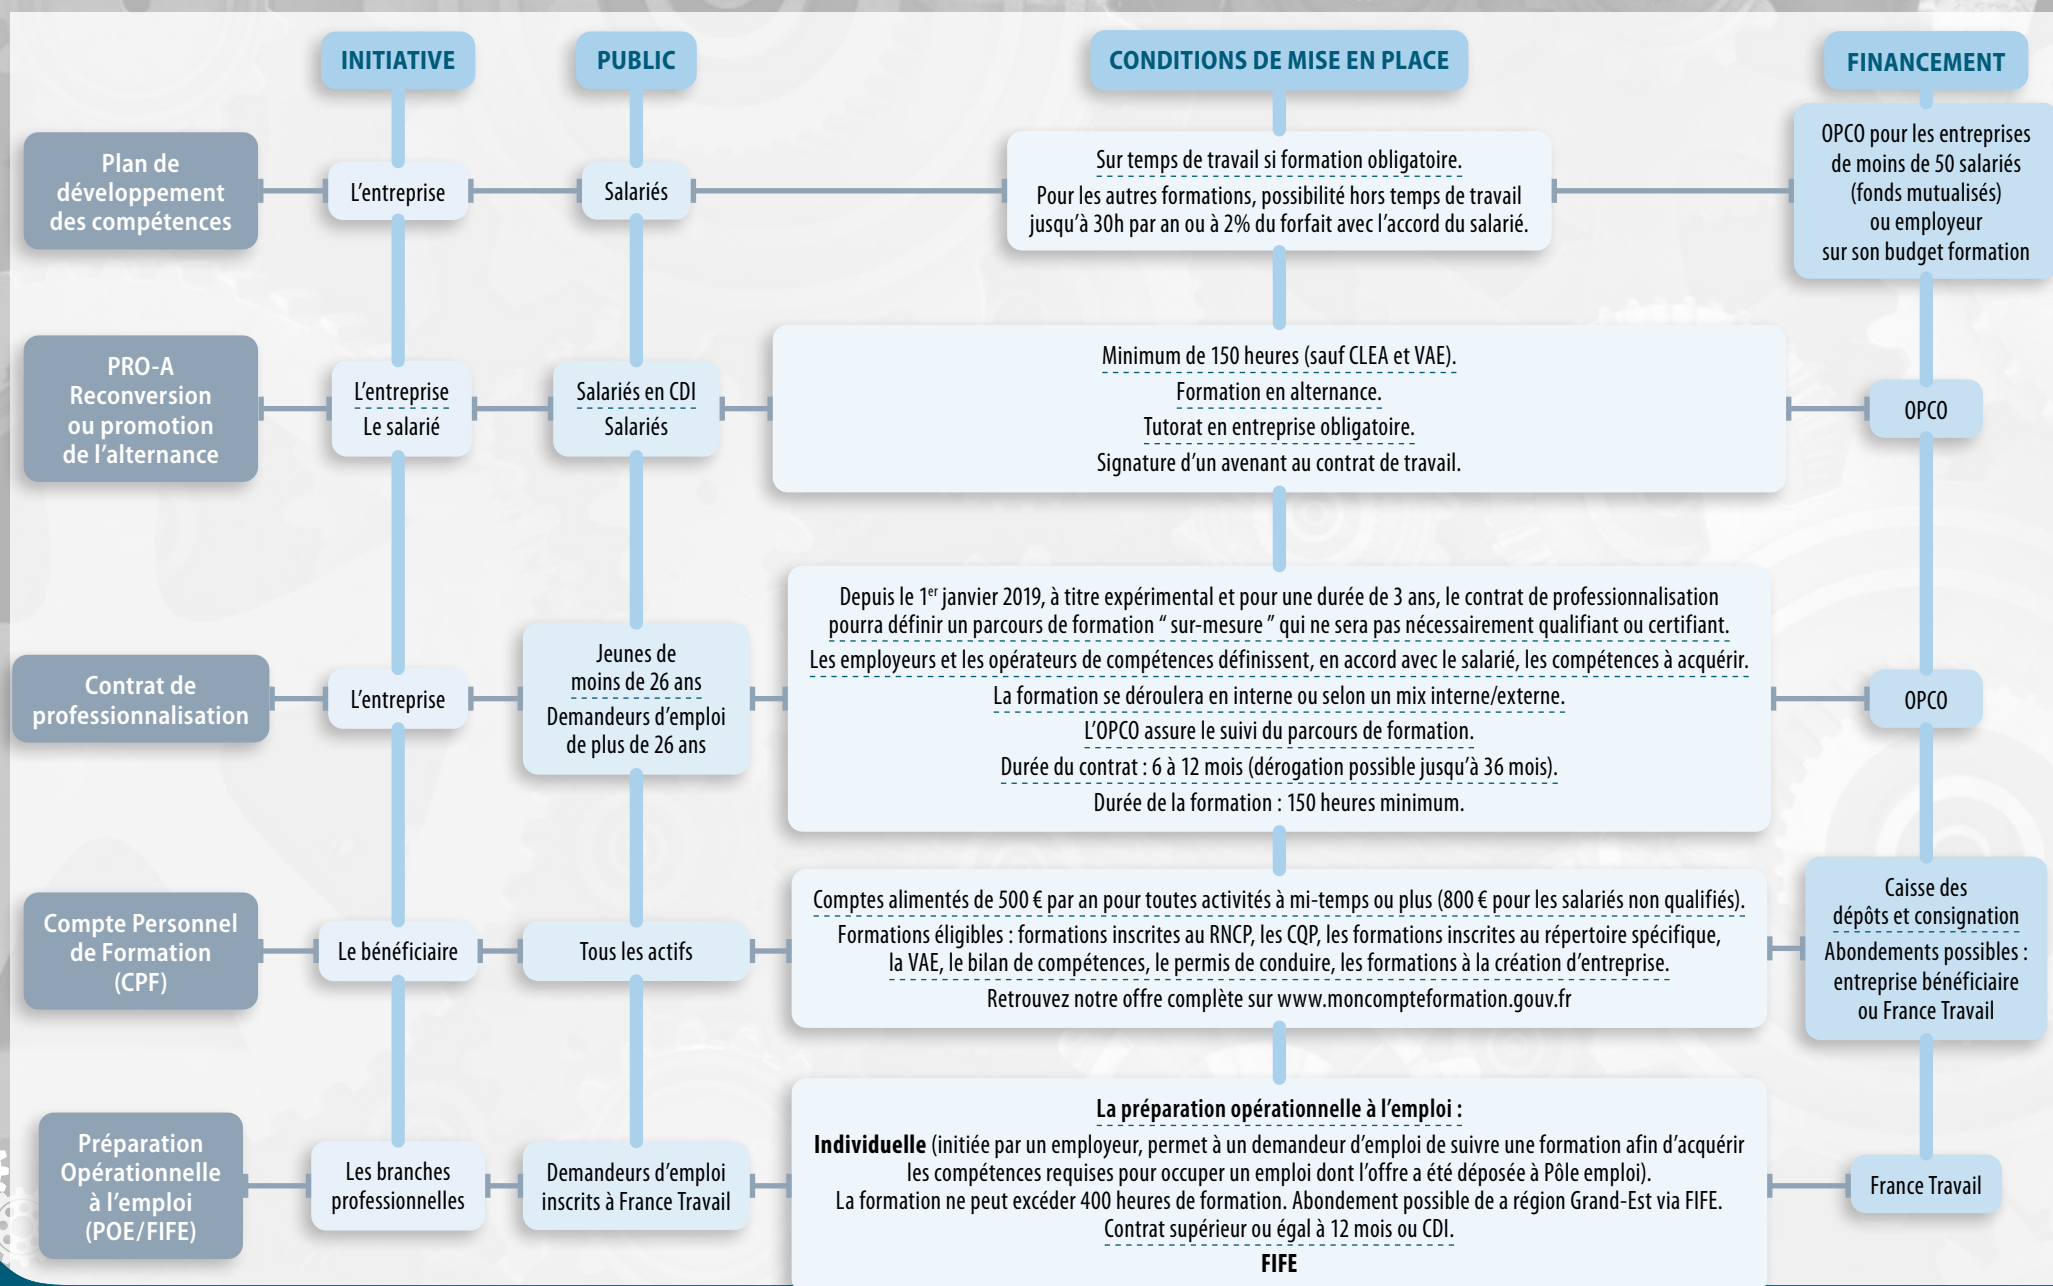 INITIATIVE
PUBLIC
CONDITIONS DE MISE EN PLACE
FINANCEMENT
Plan de
développement
des compétences
L'entreprise
Salariés
Sur temps de travail si formation obligatoire.
Pour les autres formations, possibilité hors temps de travail
jusqu'à 30h par an ou à 2% du forfait avec l'accord du salarié.
OPCO pour les entreprises
de moins de 50 salariés
(fonds mutualisés)
ou employeur
sur son budget formation
PRO-A
Reconversion
ou promotion
de l'alternance
L'entreprise
Le salarié
Salariés en CDI
Salariés
Minimum de 150 heures (sauf CLEA et VAE).
Formation en alternance.
Tutorat en entreprise obligatoire.
Signature d'un avenant au contrat de travail.
OPCO
Contrat de
professionnalisation
L'entreprise
Jeunes de
moins de 26 ans
Demandeurs d'emploi
de plus de 26 ans
Depuis le 1er janvier 2019, à titre expérimental et pour une durée de 3 ans, le contrat de professionnalisation
pourra définir un parcours de formation “ sur-mesure ” qui ne sera pas nécessairement qualifiant ou certifiant.
Les employeurs et les opérateurs de compétences définissent, en accord avec le salarié, les compétences à acquérir.
La formation se déroulera en interne ou selon un mix interne/externe.
L'OPCO assure le suivi du parcours de formation.
Durée du contrat : 6 à 12 mois (dérogation possible jusqu'à 36 mois).
Durée de la formation : 150 heures minimum.
OPCO
Compte Personnel
de Formation
(CPF)
Le bénéficiaire
Tous les actifs
Comptes alimentés de 500 € par an pour toutes activités à mi-temps ou plus (800 € pour les salariés non qualifiés).
Formations éligibles : formations inscrites au RNCP, les CQP, les formations inscrites au répertoire spécifique,
la VAE, le bilan de compétences, le permis de conduire, les formations à la création d'entreprise.
Retrouvez notre offre complète sur www.moncompteformation.gouv.fr
Caisse des
dépôts et consignation
Abondements possibles :
entreprise bénéficiaire
ou France Travail
Préparation
Opérationnelle
à l'emploi
(POE/FIFE)
Les branches
professionnelles
Demandeurs d'emploi
inscrits à France Travail
La préparation opérationnelle à l'emploi :
Individuelle (initiée par un employeur, permet à un demandeur d'emploi de suivre une formation afin d'acquérir
les compétences requises pour occuper un emploi dont l'offre a été déposée à Pôle emploi).
La formation ne peut excéder 400 heures de formation. Abondement possible de a région Grand-Est via FIFE.
Contrat supérieur ou égal à 12 mois ou CDI.
FIFE
France Travail